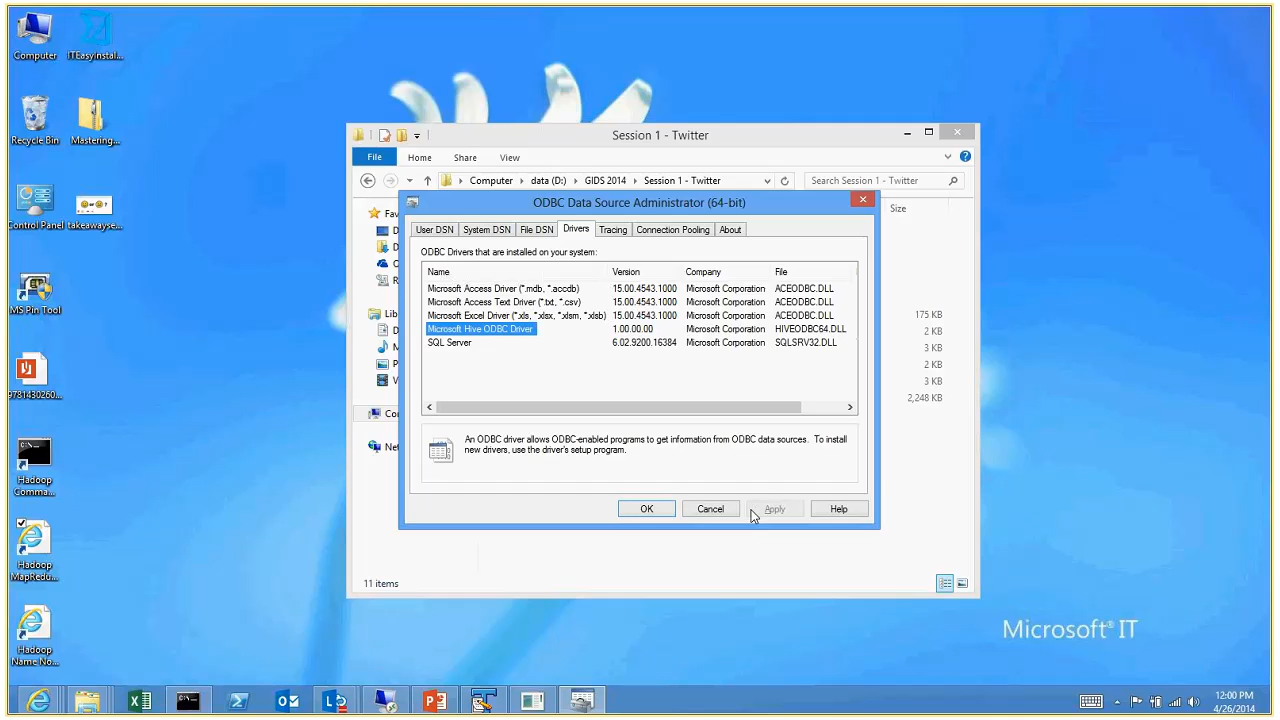 Computer
ITEasyInstal...
Recycle Bin
Mastering...
Control Panel
takeawayse...
MS Pin Tool
9781430260...
Hadoop
Comma...
Hadoop
MapRedu...
Hadoop
Name No...
Session 1 - Twitter
File Home Share View
Computer data (D:) GIDS 2014 Session 1 - Twitter
Search Session 1 - Twitter
Fav
Size
Lib
Co
Net
175 KB
2 KB
3 KB
2 KB
3 KB
2,248 KB
11 items
ODBC Data Source Administrator (64-bit)
User DSN System DSN File DSN Drivers Tracing Connection Pooling About
ODBC Drivers that are installed on your system:
Name Version Company File
Microsoft Access Driver (*.mdb, *.accdb) 15.00.4543.1000 Microsoft Corporation ACEODBC.DLL
Microsoft Access Text Driver (*.txt, *.csv) 15.00.4543.1000 Microsoft Corporation ACEODBC.DLL
Microsoft Excel Driver (*.xls, *.xlsx, *.xlsm, *.xlsb) 15.00.4543.1000 Microsoft Corporation ACEODBC.DLL
Microsoft Hive ODBC Driver 1.00.00.00 Microsoft Corporation HIVEODBC64.DLL
SQL Server 6.02.9200.16384 Microsoft Corporation SQLSRV32.DLL
An ODBC driver allows ODBC-enabled programs to get information from ODBC data sources. To install
new drivers, use the driver's setup program.
OK Cancel Apply Help
Microsoft® IT
12:00 PM
4/26/2014